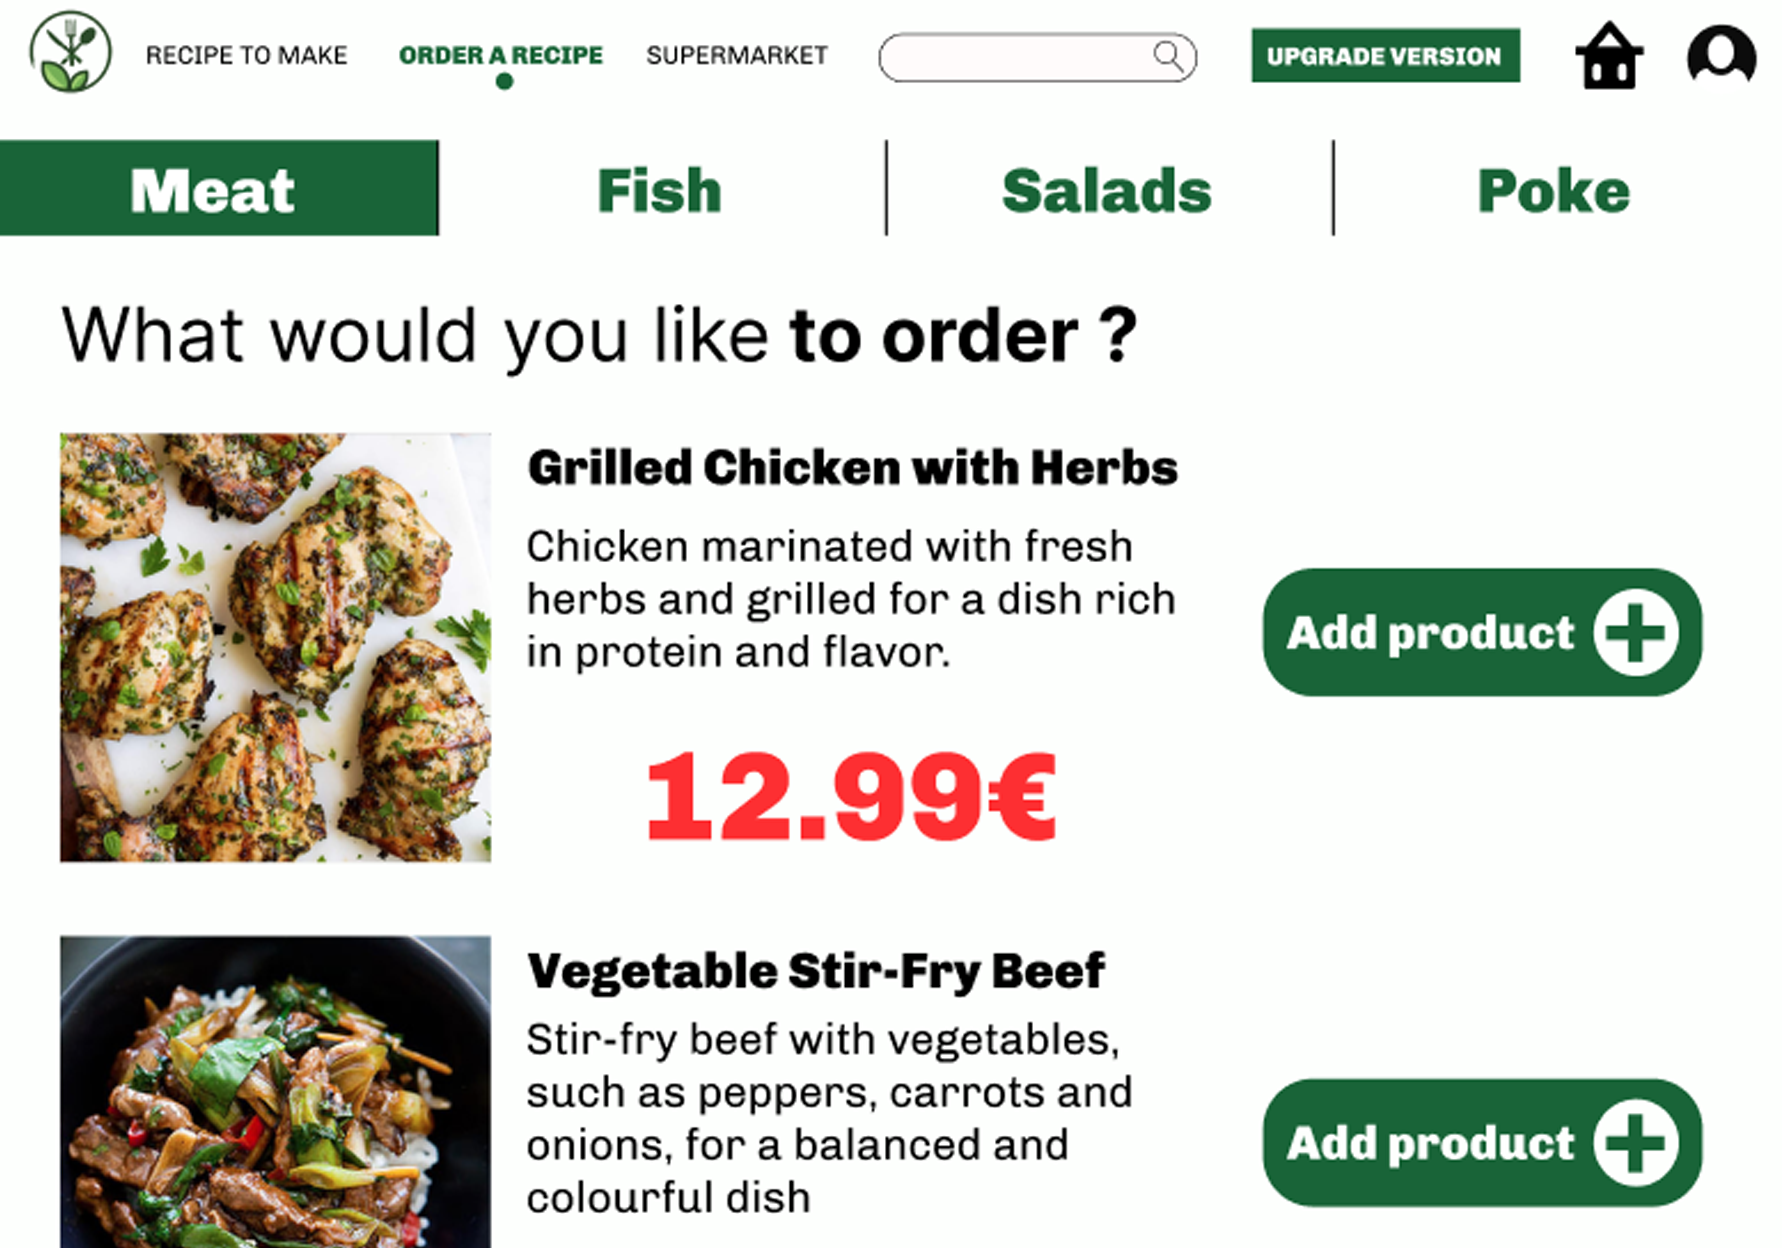 RECIPE TO MAKE
ORDER A RECIPE
SUPERMARKET
UPGRADE VERSION
Meat
Fish
Salads
Poke
What would you like to order ?
Grilled Chicken with Herbs
Chicken marinated with fresh
herbs and grilled for a dish rich
in protein and flavor.
Add product
12.99€
Vegetable Stir-Fry Beef
Stir-fry beef with vegetables,
such as peppers, carrots and
onions, for a balanced and
colourful dish
Add product